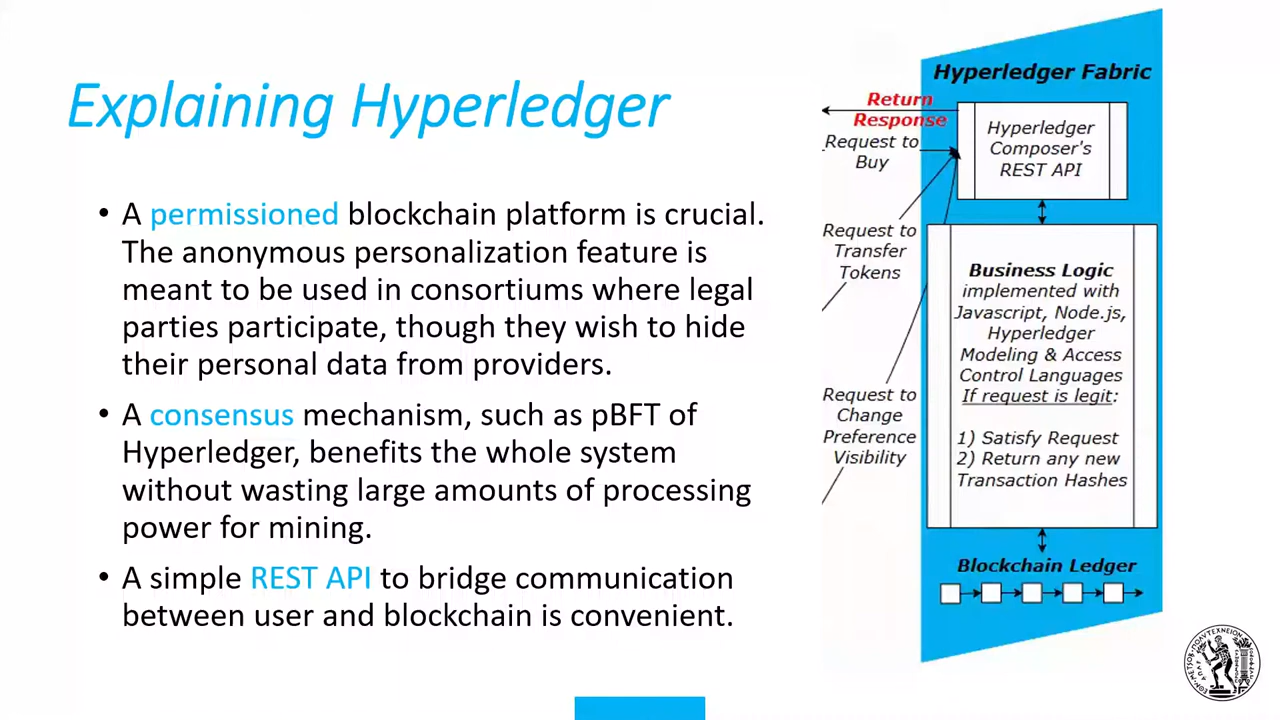 Explaining Hyperledger
• A permissioned blockchain platform is crucial.
The anonymous personalization feature is
meant to be used in consortiums where legal
parties participate, though they wish to hide
their personal data from providers.
• A consensus mechanism, such as pBFT of
Hyperledger, benefits the whole system
without wasting large amounts of processing
power for mining.
• A simple REST API to bridge communication
between user and blockchain is convenient.
Hyperledger Fabric
Return
Response
Request to
Buy
Hyperledger
Composer's
REST API
Request to
Transfer
Tokens
Request to
Change
Preference
Visibility
Business Logic
implemented with
Javascript, Node.js,
Hyperledger
Modeling & Access
Control Languages
If request is legit:
1) Satisfy Request
2) Return any new
Transaction Hashes
Blockchain Ledger